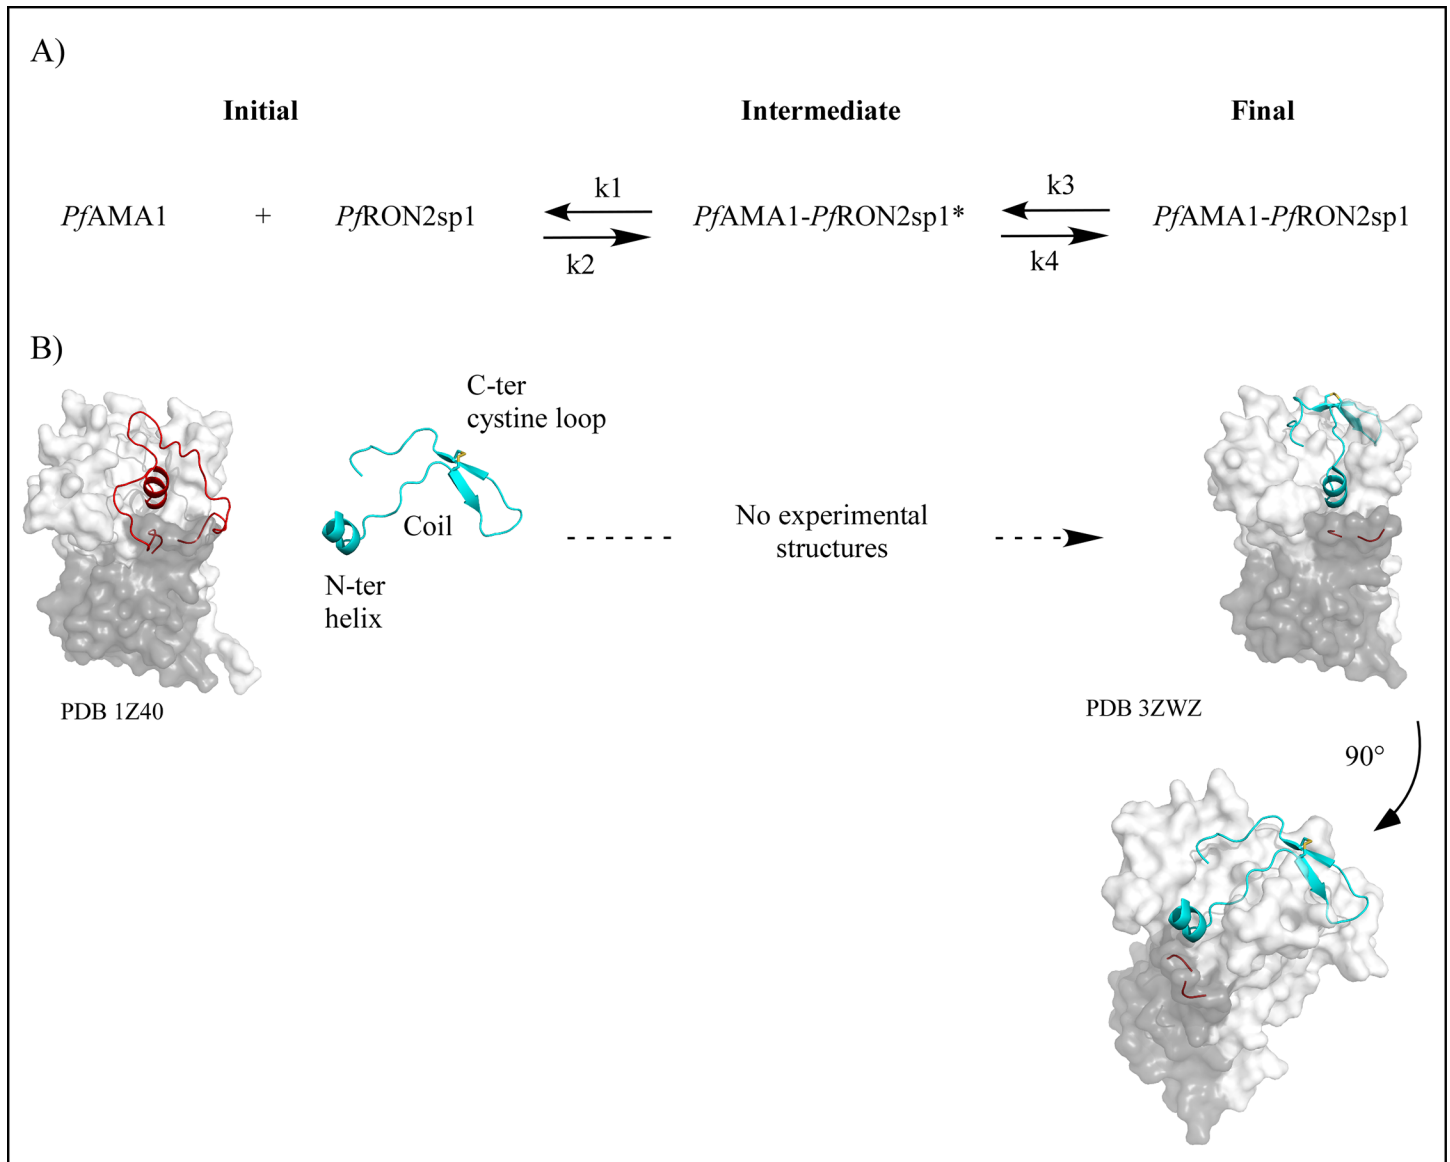 A)
Initial Intermediate Final
k1 k3
PfAMA1 + PfRON2sp1 PfAMA1-PfRON2sp1* PfAMA1-PfRON2sp1
k2 k4
B)
C-ter
cystine loop
Coil
N-ter
helix
No experimental
structures
PDB 1Z40
PDB 3ZWZ
90°